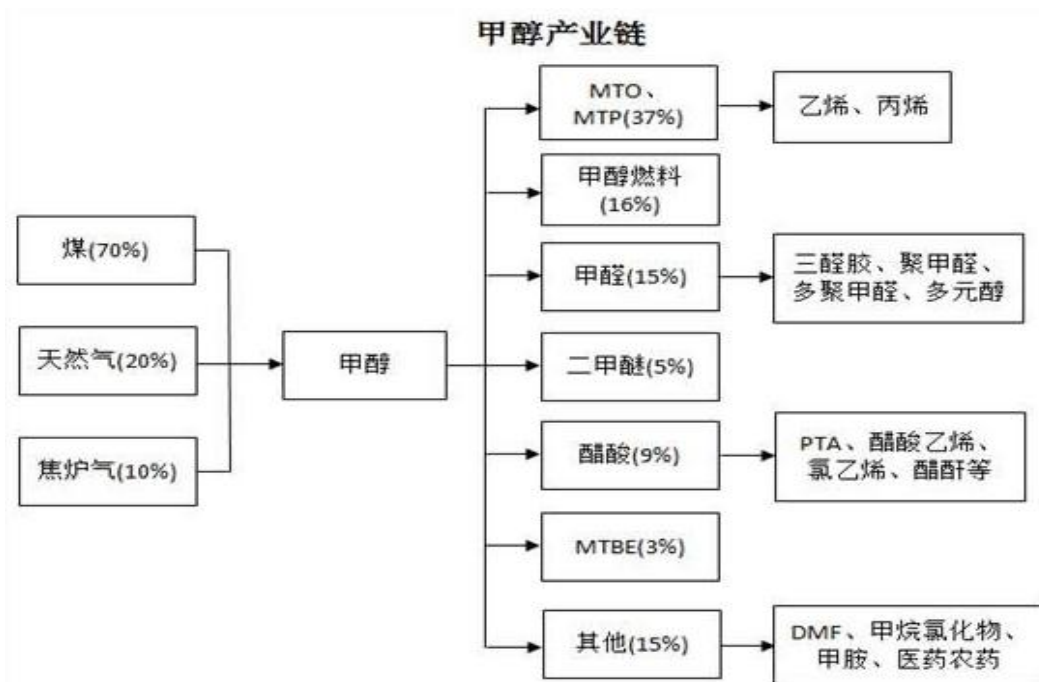 甲醇产业链
煤(70%)
天然气(20%)
焦炉气(10%)
甲醇
MTO、
MTP(37%)
乙烯、丙烯
甲醇燃料
(16%)
甲醛(15%)
三醛胶、聚甲醛、
多聚甲醛、多元醇
二甲醚(5%)
醋酸(9%)
PTA、醋酸乙烯、
氯乙烯、醋酐等
MTBE(3%)
其他(15%)
DMF、甲烷氯化物、
甲胺、医药农药